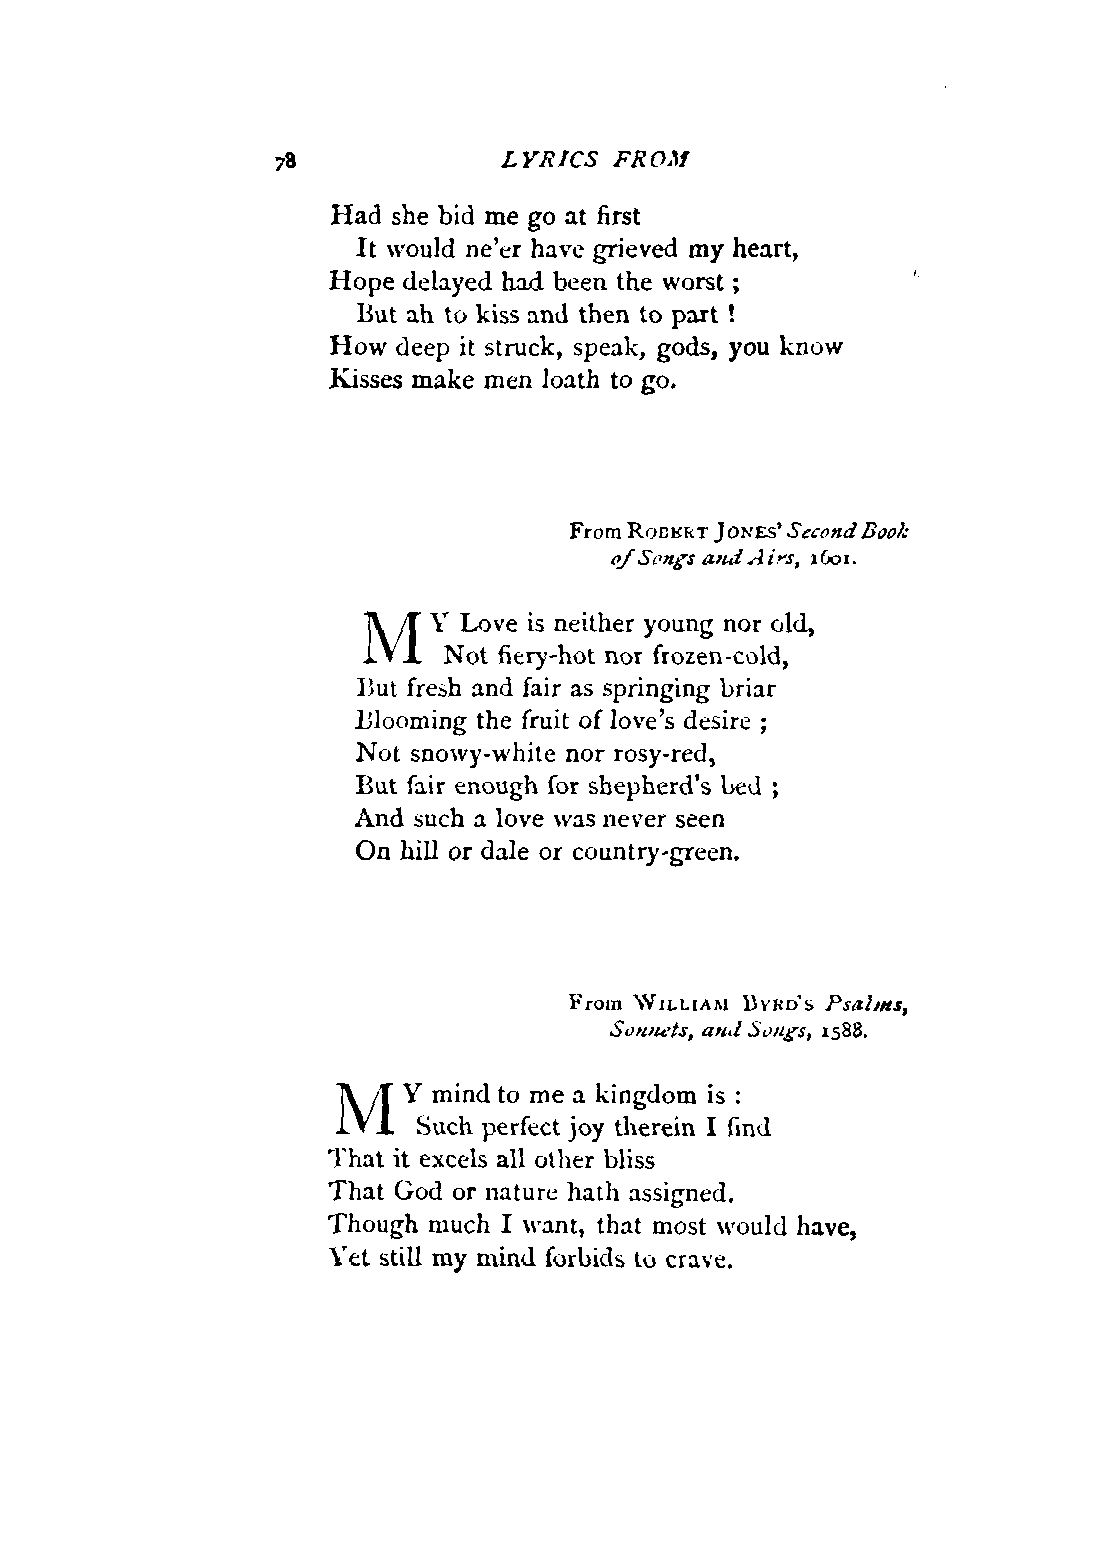 78 LYRICS FROM
Had she bid me go at first
It would ne'er have grieved my heart,
Hope delayed had been the worst ;
But ah to kiss and then to part !
How deep it struck, speak, gods, you know
Kisses make men loath to go.
From ROBERT JONES' Second Book
of Songs and Airs, 1601.
MY Love is neither young nor old,
Not fiery-hot nor frozen-cold,
But fresh and fair as springing briar
Blooming the fruit of love's desire ;
Not snowy-white nor rosy-red,
But fair enough for shepherd's bed ;
And such a love was never seen
On hill or dale or country-green.
From WILLIAM BYRD'S Psalms,
Sonnets, and Songs, 1588.
MY mind to me a kingdom is :
Such perfect joy therein I find
That it excels all other bliss
That God or nature hath assigned.
Though much I want, that most would have,
Yet still my mind forbids to crave.